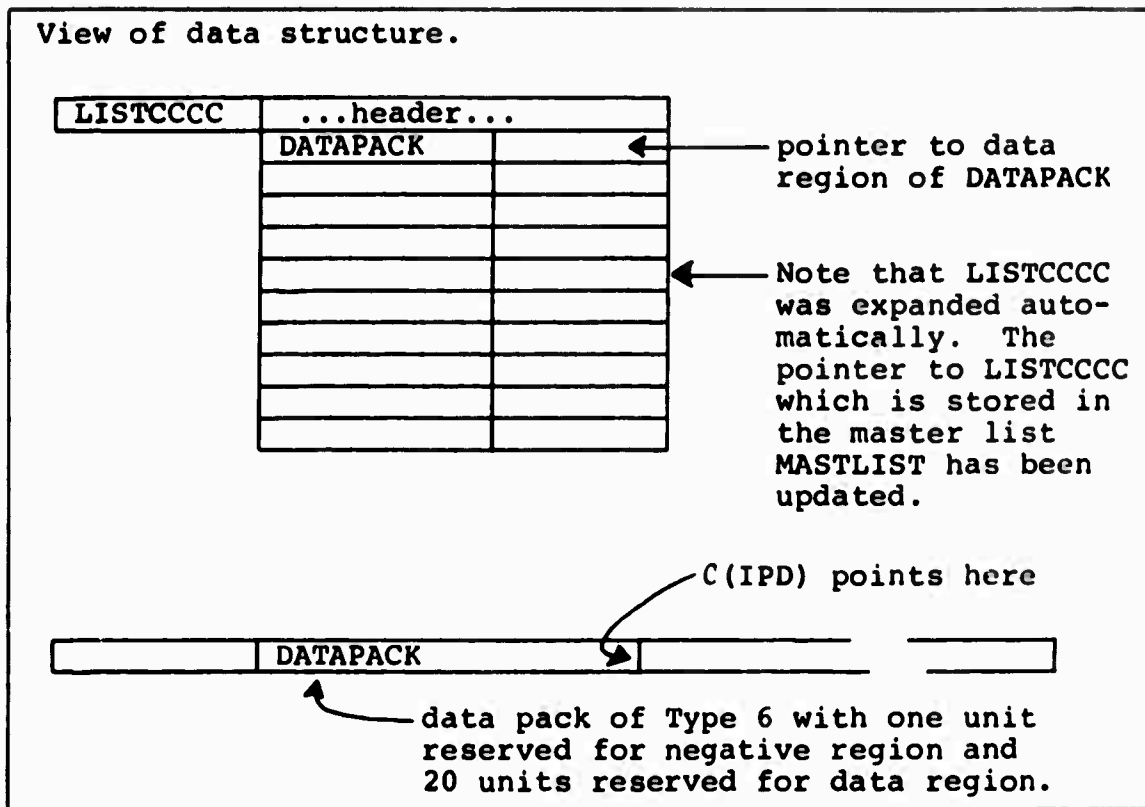 View of data structure.
LISTCCCC ...header...
DATAPACK
pointer to data
region of DATAPACK
Note that LISTCCCC
was expanded auto-
matically. The
pointer to LISTCCCC
which is stored in
the master list
MASTLIST has been
updated.
C(IPD) points here
DATAPACK
data pack of Type 6 with one unit
reserved for negative region and
20 units reserved for data region.